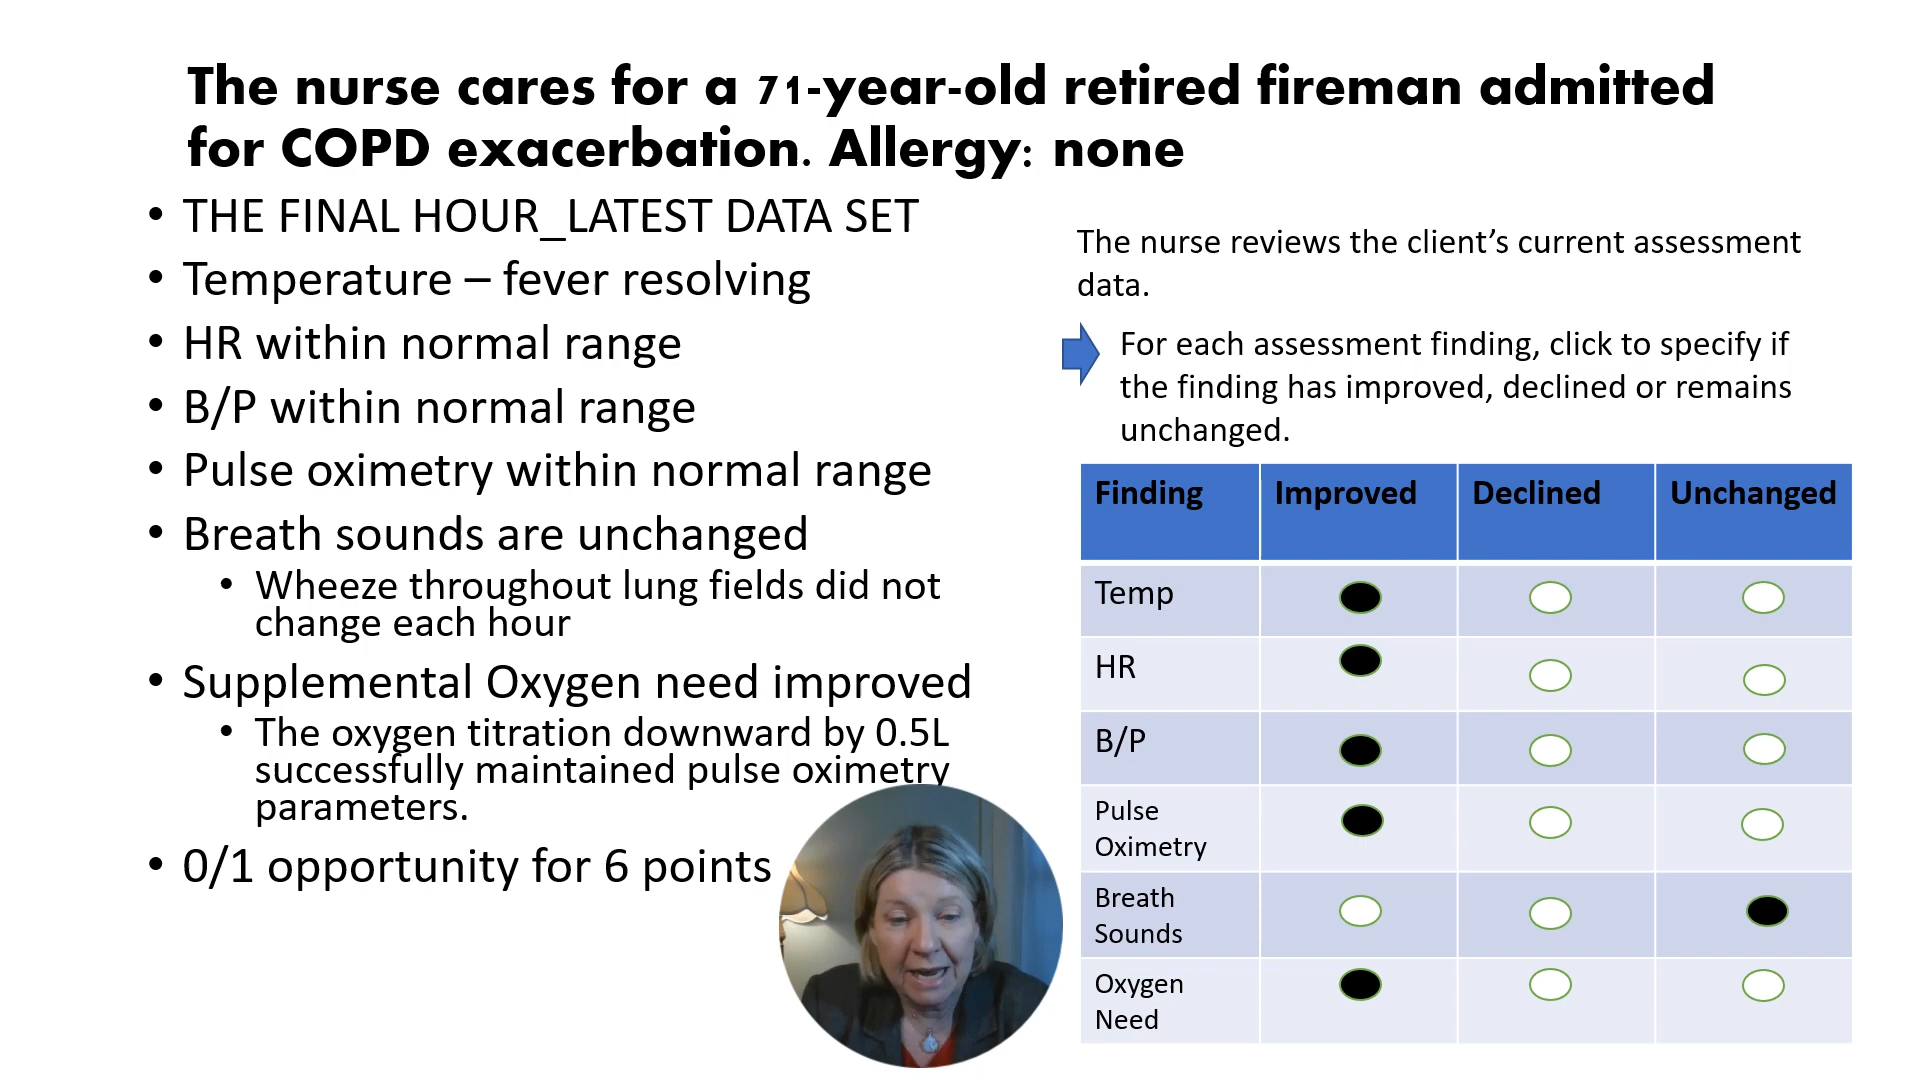 The nurse cares for a 71-year-old retired fireman admitted
for COPD exacerbation. Allergy: none
• THE FINAL HOUR_LATEST DATA SET
• Temperature – fever resolving
• HR within normal range
• B/P within normal range
• Pulse oximetry within normal range
• Breath sounds are unchanged
• Wheeze throughout lung fields did not
change each hour
• Supplemental Oxygen need improved
• The oxygen titration downward by 0.5L
successfully maintained pulse oximetry
parameters.
• 0/1 opportunity for 6 points
The nurse reviews the client’s current assessment
data.
For each assessment finding, click to specify if
the finding has improved, declined or remains
unchanged.
Finding Improved Declined Unchanged
Temp
HR
B/P
Pulse
Oximetry
Breath
Sounds
Oxygen
Need